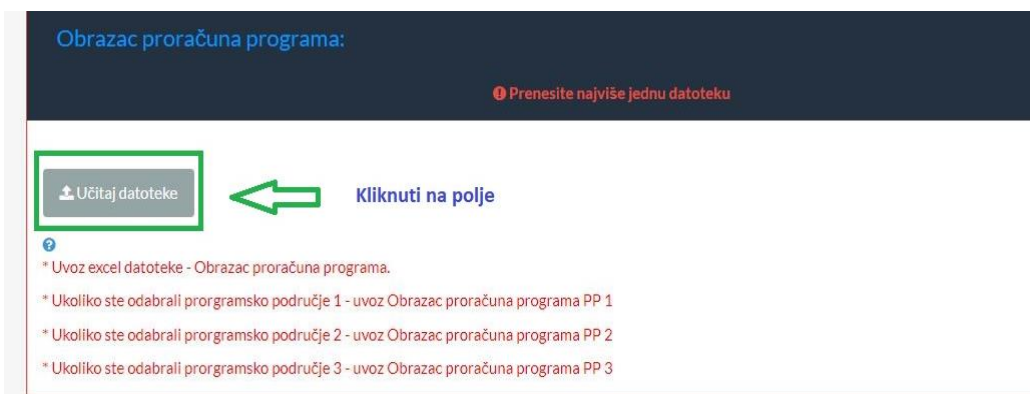 Obrazac proračuna programa:
Prenesite najviše jednu datoteku
Učitaj datoteke
Kliknuti na polje
* Uvoz excel datoteke - Obrazac proračuna programa.
* Ukoliko ste odabrali prorgramsko područje 1 - uvoz Obrazac proračuna programa PP 1
* Ukoliko ste odabrali prorgramsko područje 2 - uvoz Obrazac proračuna programa PP 2
* Ukoliko ste odabrali prorgramsko područje 3 - uvoz Obrazac proračuna programa PP 3